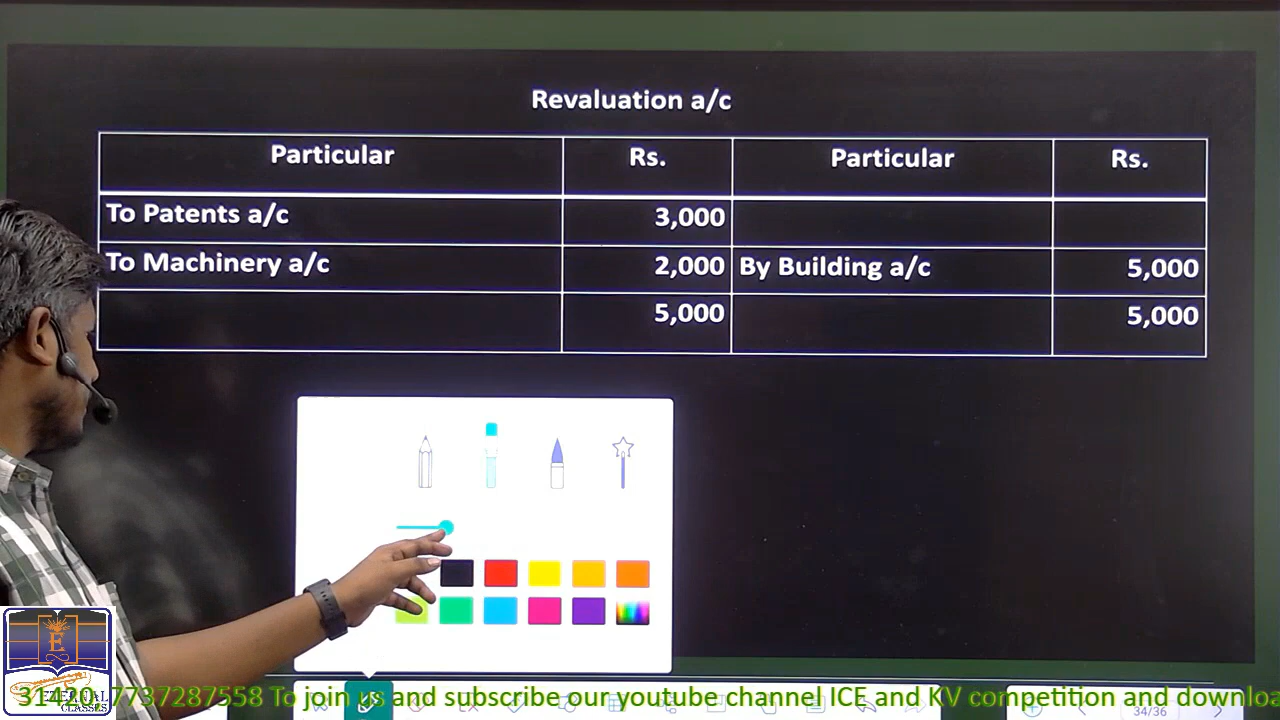 Revaluation a/c
Particular Rs. Particular Rs.
To Patents a/c 3,000
To Machinery a/c 2,000 By Building a/c 5,000
5,000 5,000
E
ETERNAL
CLASSES
7737287558 To join us and subscribe our youtube channel ICE and KV competition and downloa
34/36